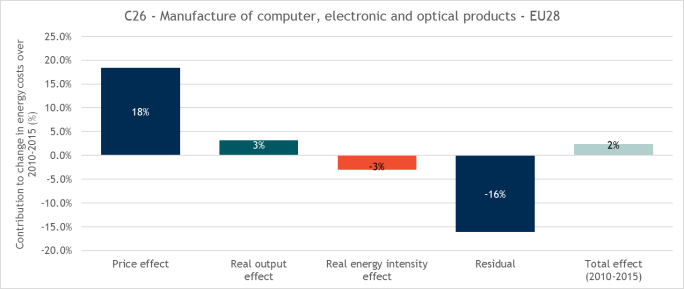 C26 - Manufacture of computer, electronic and optical products - EU28
Contribution to change in energy costs over
2010-2015 (%)
25.0%
20.0%
15.0%
10.0%
5.0%
0.0%
-5.0%
-10.0%
-15.0%
-20.0%
18%
3%
-3%
-16%
2%
Price effect
Real output
effect
Real energy intensity
effect
Residual
Total effect
(2010-2015)